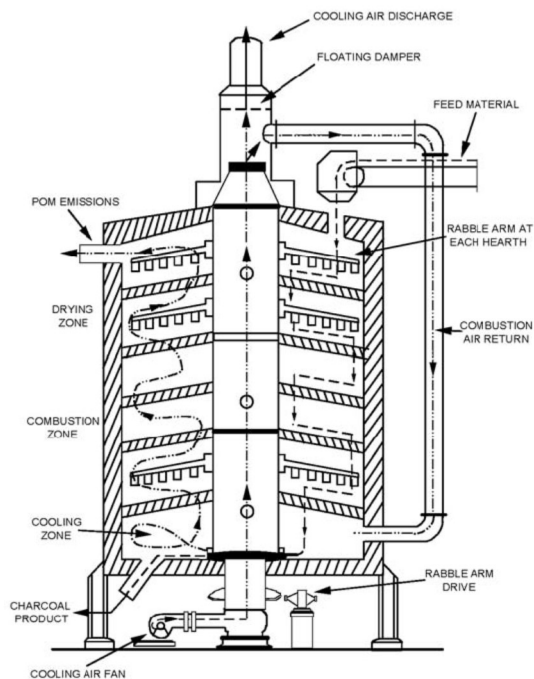 COOLING AIR DISCHARGE
FLOATING DAMPER
FEED MATERIAL
POM EMISSIONS
RABBLE ARM AT
EACH HEARTH
DRYING
ZONE
COMBUSTION
AIR RETURN
COMBUSTION
ZONE
COOLING
ZONE
RABBLE ARM
DRIVE
CHARCOAL
PRODUCT
COOLING AIR FAN